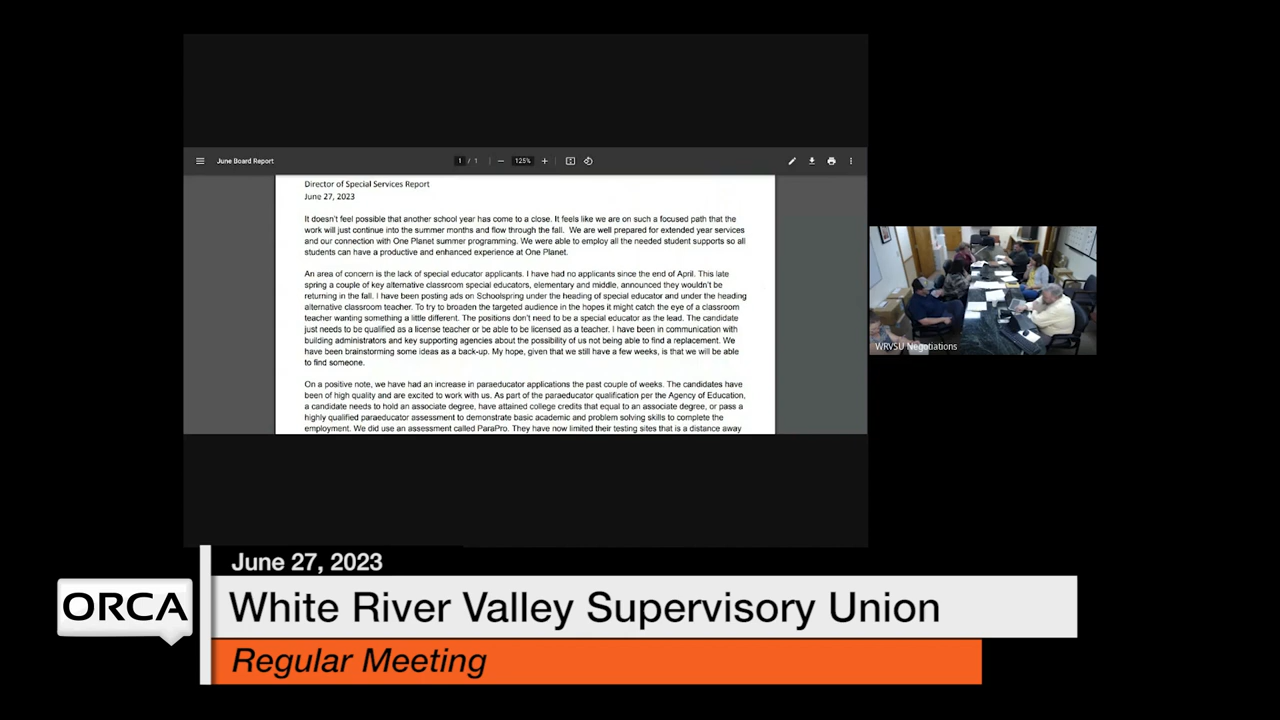 June Board Report
1 / 1
125%
Director of Special Services Report
June 27, 2023
It doesn't feel possible that another school year has come to a close. It feels like we are on such a focused path that the
work will just continue into the summer months and flow through the fall. We are well prepared for extended year services
and our connection with One Planet summer programming. We were able to employ all the needed student supports so all
students can have a productive and enhanced experience at One Planet.
An area of concern is the lack of special educator applicants. I have had no applicants since the end of April. This late
spring a couple of key alternative classroom special educators, elementary and middle, announced they wouldn't be
returning in the fall. I have been posting ads on Schoolspring under the heading of special educator and under the heading
alternative classroom teacher. To try to broaden the targeted audience in the hopes it might catch the eye of a classroom
teacher wanting something a little different. The positions don't need to be a special educator as the lead. The candidate
just needs to be qualified as a license teacher or be able to be licensed as a teacher. I have been in communication with
building administrators and key supporting agencies about the possibility of us not being able to find a replacement. We
have been brainstorming some ideas as a back-up. My hope, given that we still have a few weeks, is that we will be able
to find someone.
On a positive note, we have had an increase in paraeducator applications the past couple of weeks. The candidates have
been of high quality and are excited to work with us. As part of the paraeducator qualification per the Agency of Education,
a candidate needs to hold an associate degree, have attained college credits that equal to an associate degree, or pass a
highly qualified paraeducator assessment to demonstrate basic academic and problem solving skills to complete the
employment. We did use an assessment called ParaPro. They have now limited their testing sites that is a distance away
WRVSU Negotiations
June 27, 2023
ORCA
White River Valley Supervisory Union
Regular Meeting